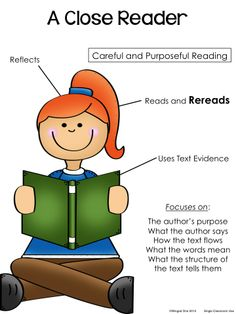 A Close Reader
Careful and Purposeful Reading
Reflects
Reads and Rereads
Uses Text Evidence
Focuses on:
The author's purpose
What the author says
How the text flows
What the words mean
What the structure of
the text tells them